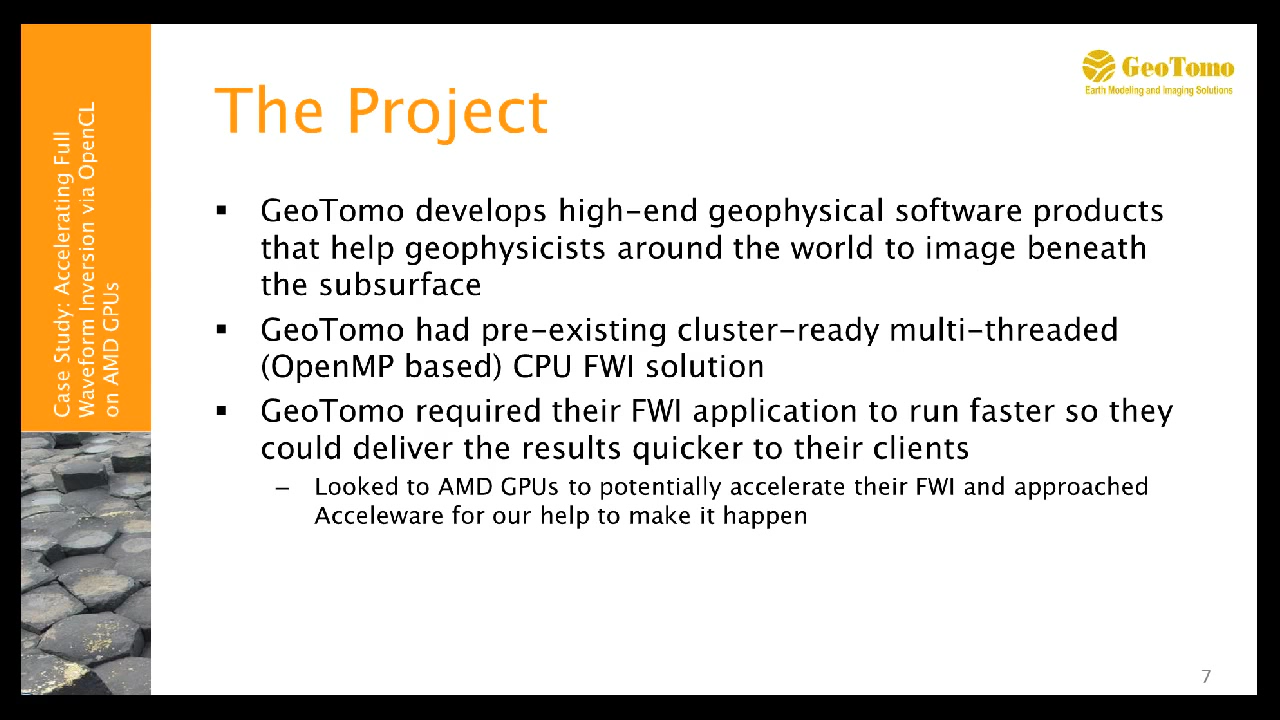 Case Study: Accelerating Full
Waveform Inversion via OpenCL
on AMD GPUs
GeoTomo
Earth Modeling and Imaging Solutions
The Project
▪ GeoTomo develops high-end geophysical software products
that help geophysicists around the world to image beneath
the subsurface
▪ GeoTomo had pre-existing cluster-ready multi-threaded
(OpenMP based) CPU FWI solution
▪ GeoTomo required their FWI application to run faster so they
could deliver the results quicker to their clients
– Looked to AMD GPUs to potentially accelerate their FWI and approached
Acceleware for our help to make it happen
7